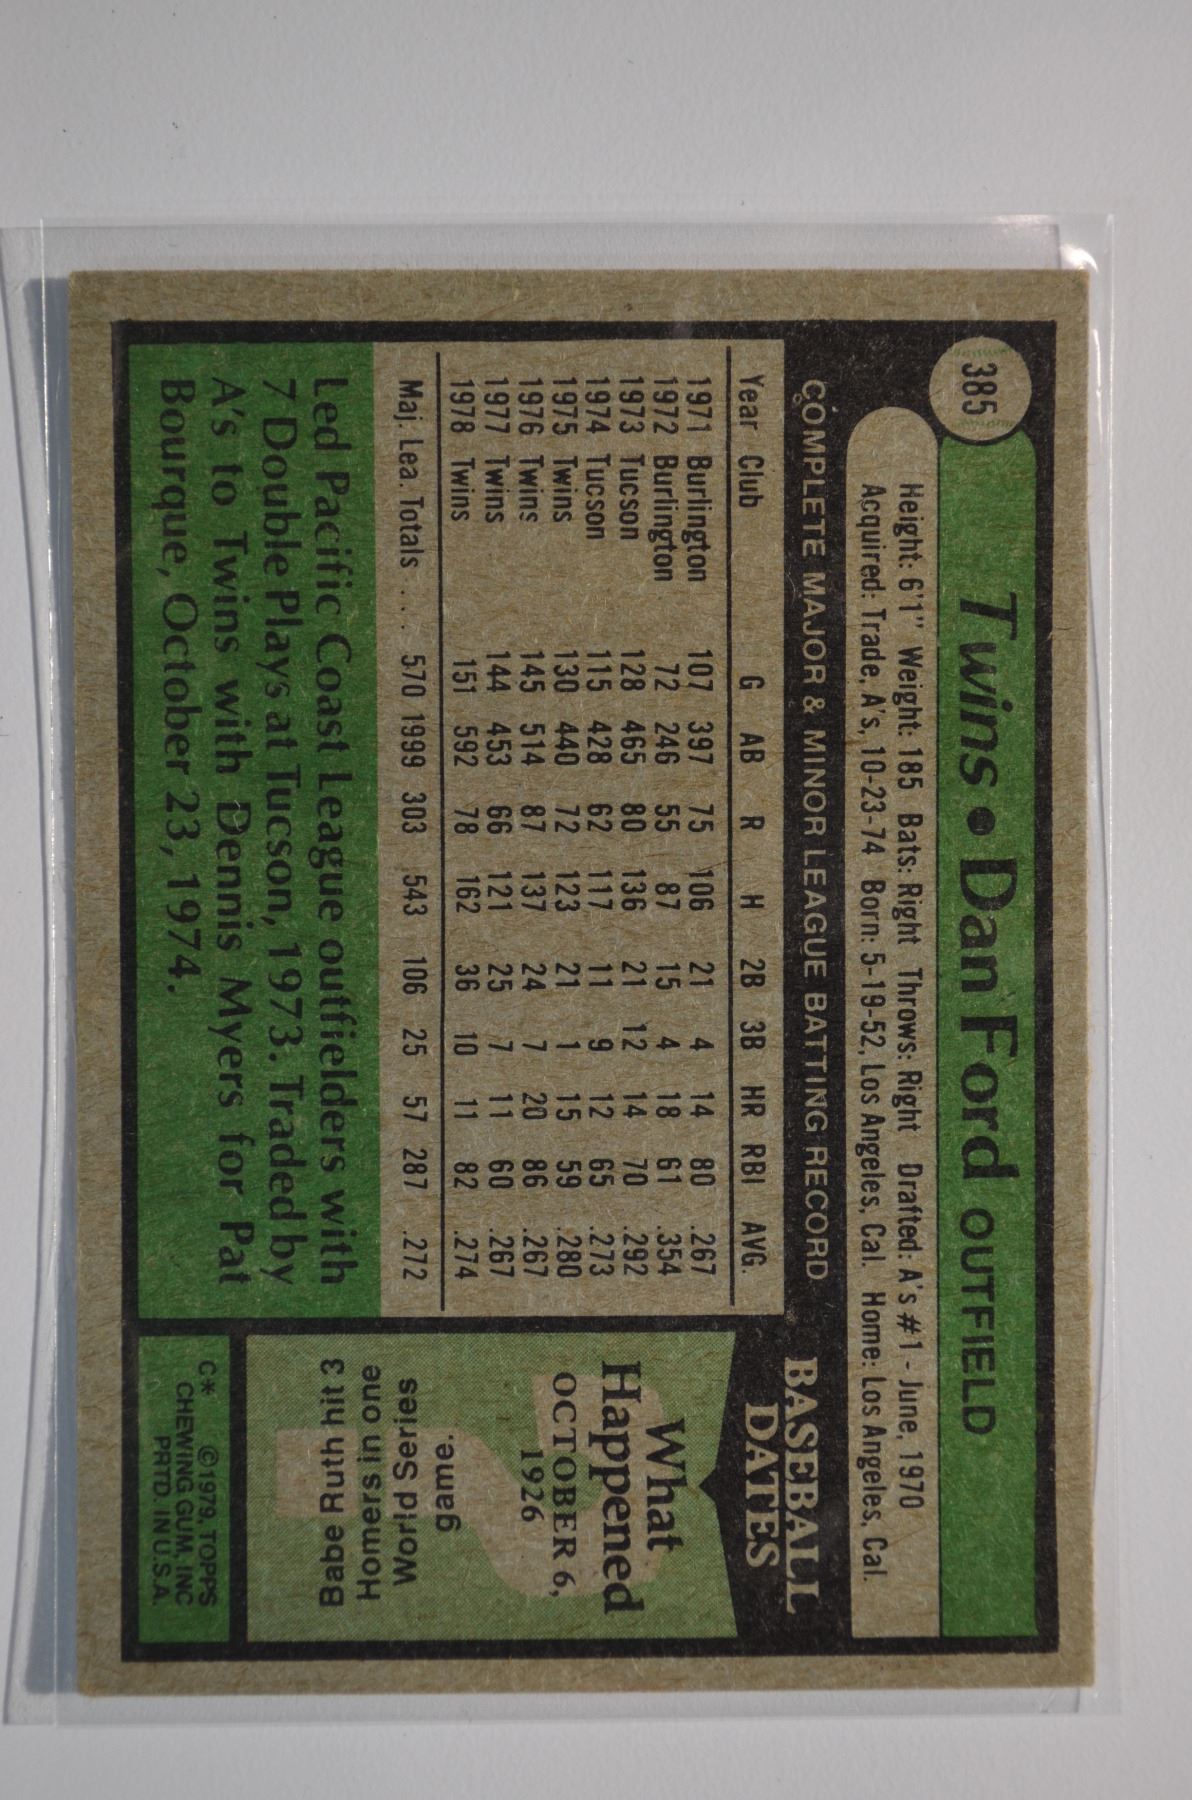 385
Twins • Dan Ford OUTFIELD
Height: 6'1" Weight: 185 Bats: Right Throws: Right Drafted: A's #1 - June, 1970
Acquired: Trade, A's, 10-23-74 Born: 5-19-52, Los Angeles, Cal. Home: Los Angeles, Cal.
COMPLETE MAJOR & MINOR LEAGUE BATTING RECORD
Year Club G AB R H 2B 3B HR RBI AVG.
1971 Burlington 107 397 75 106 21 4 14 80 .267
1972 Burlington 72 246 55 87 15 4 18 61 .354
1973 Tucson 128 465 80 136 21 12 14 70 .292
1974 Tucson 115 428 62 117 11 9 12 65 .273
1975 Twins 130 440 72 123 21 1 15 59 .280
1976 Twins 145 514 87 137 24 7 20 86 .267
1977 Twins 144 453 66 121 25 7 11 60 .267
1978 Twins 151 592 78 162 36 10 11 82 .274
Maj. Lea. Totals . . . 570 1999 303 543 106 25 57 287 .272
Led Pacific Coast League outfielders with
7 Double Plays at Tucson, 1973. Traded by
A's to Twins with Dennis Myers for Pat
Bourque, October 23, 1974.
BASEBALL
DATES
What
Happened
OCTOBER 6,
1926
Babe Ruth hit 3
Homers in one
World Series
game.
C* ©1979, TOPPS
CHEWING GUM, INC
PRTD. IN U.S.A.